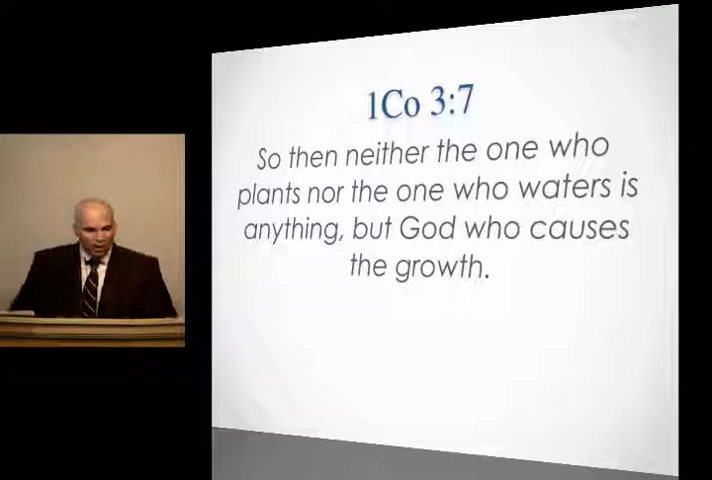 1Co 3:7
So then neither the one who
plants nor the one who waters is
anything, but God who causes
the growth.